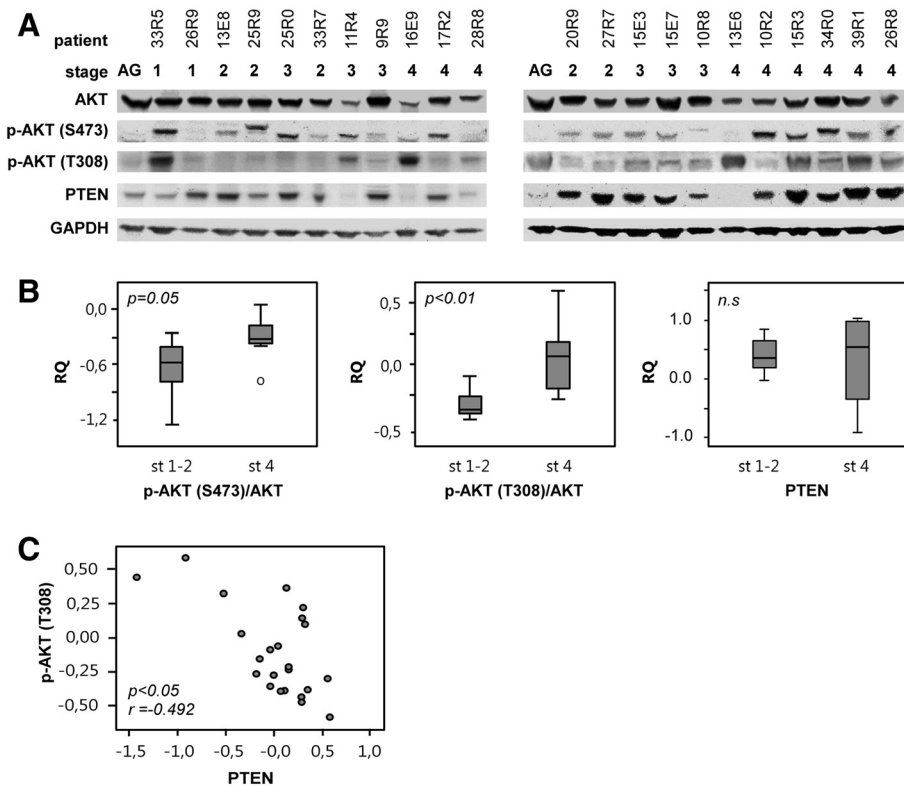 A
patient 33R5 26R9 13E8 25R9 25R0 33R7 11R4 9R9 16E9 17R2 28R8 20R9 27R7 15E3 15E7 10R8 13E6 10R2 15R3 34R0 39R1 26R8
stage AG 1 1 2 2 3 2 3 3 4 4 4 AG 2 2 3 3 3 4 4 4 4 4 4
AKT
p-AKT (S473)
p-AKT (T308)
PTEN
GAPDH
B
p=0.05
0,0
-0,6
-1,2
RQ
st 1-2 st 4
p-AKT (S473)/AKT
p<0.01
0,5
0,0
-0,5
RQ
st 1-2 st 4
p-AKT (T308)/AKT
n.s
1.0
0.0
-1.0
RQ
st 1-2 st 4
PTEN
C
0,50
0,25
0,00
-0,25
-0,50
p-AKT (T308)
p<0.05
r =-0.492
-1,5 -1,0 -0,5 -0,0 0,5 1,0
PTEN